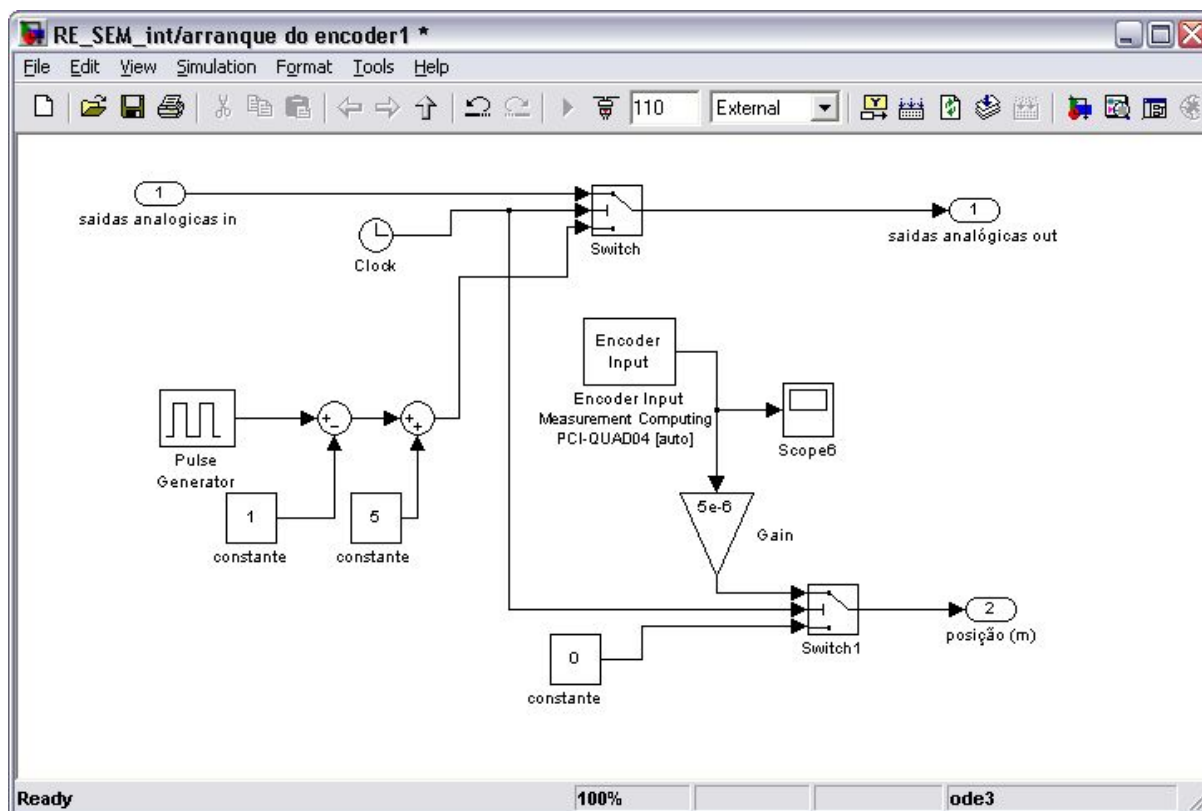 RE_SEM_int/arranque do encoder1 *
File Edit View Simulation Format Tools Help
110 External
1
saidas analogicas in
Clock
Switch
1
saidas analógicas out
Encoder
Input
Encoder Input
Measurement Computing
PCI-QUAD04 [auto]
Scope6
Pulse
Generator
1
constante
5
constante
5e-6
Gain
0
constante
Switch1
2
posição (m)
Ready 100% ode3